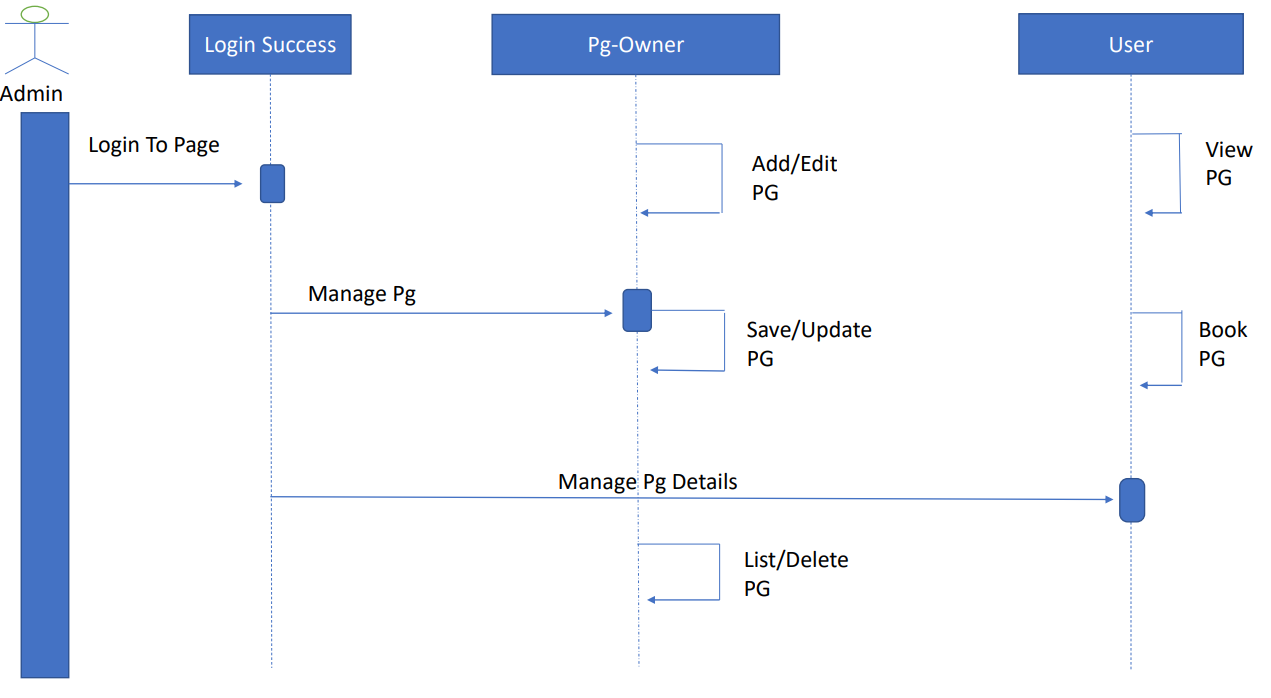 Login Success
Pg-Owner
User
Admin
Login To Page
Add/Edit
PG
View
PG
Manage Pg
Save/Update
PG
Book
PG
Manage Pg Details
List/Delete
PG